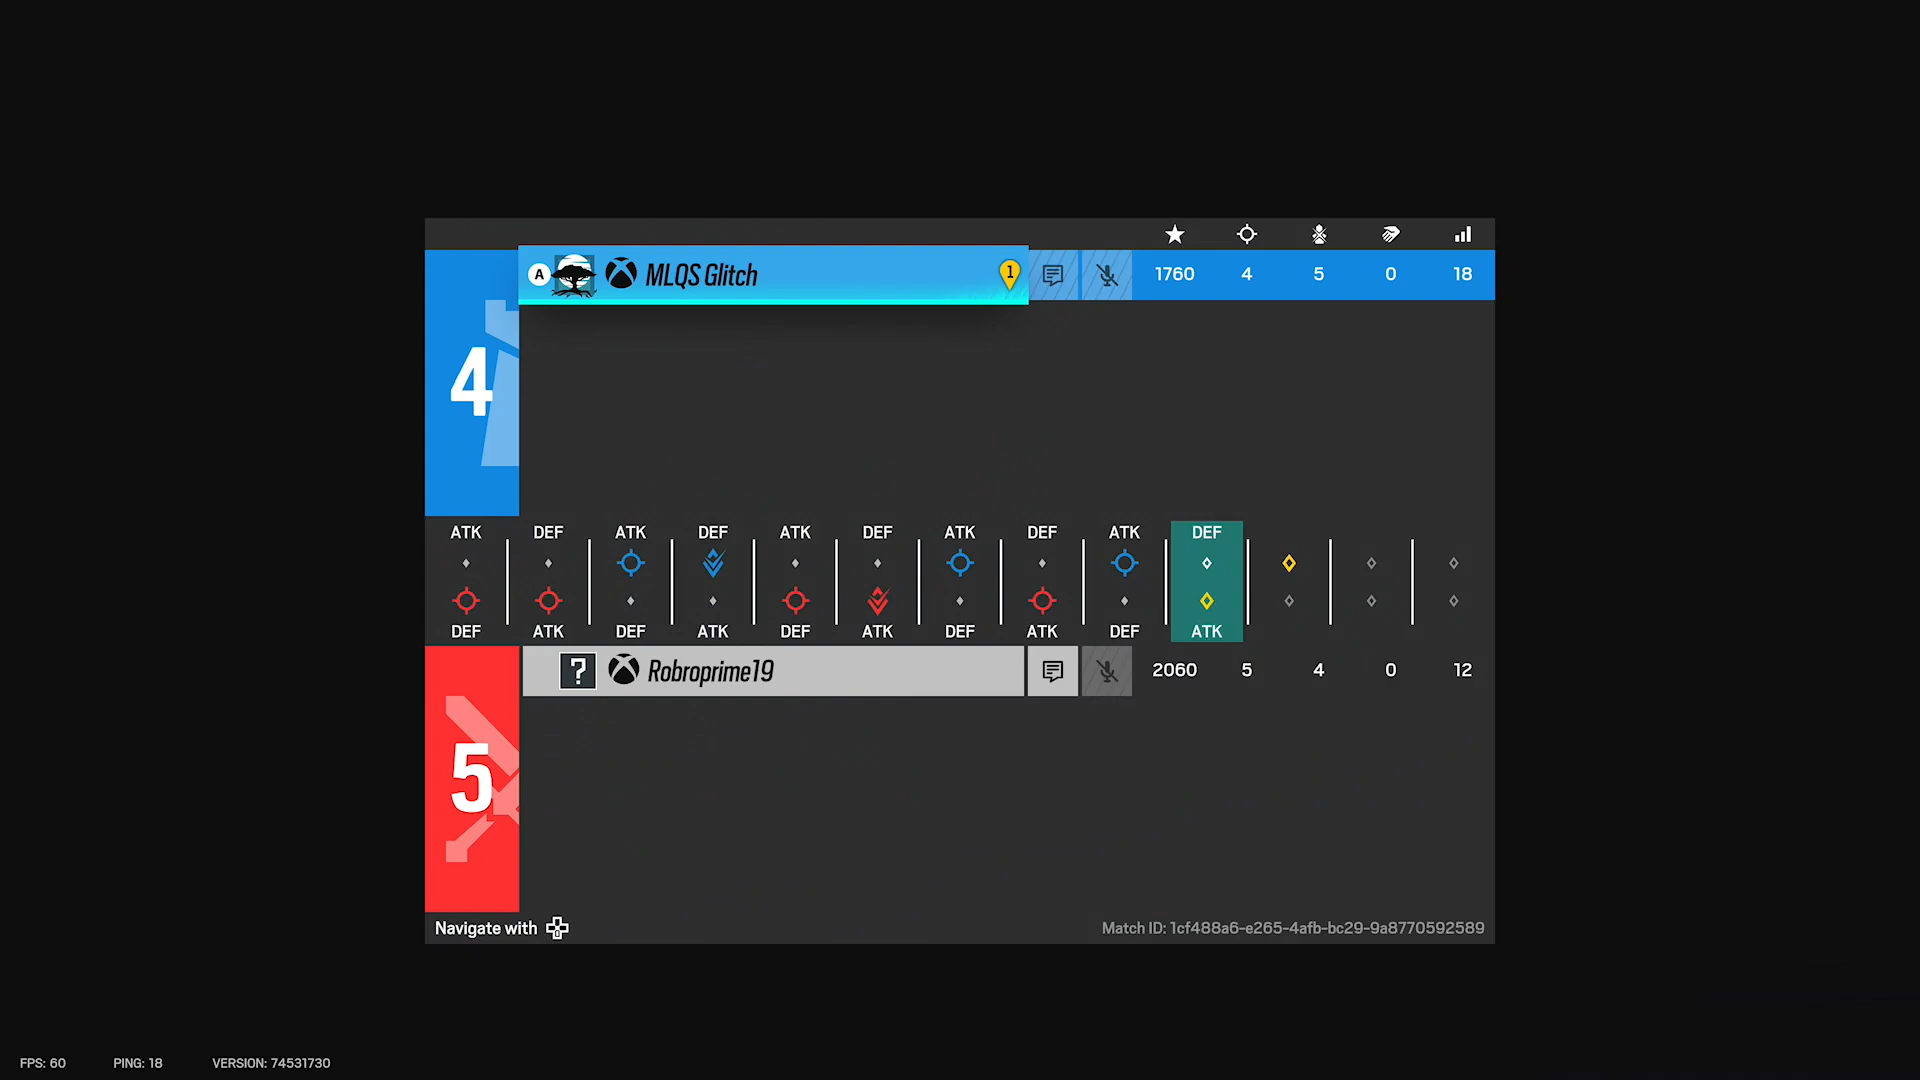 A MLQS Glitch 1 1760 4 5 0 18
4
ATK DEF ATK DEF ATK DEF ATK DEF ATK DEF
DEF ATK DEF ATK DEF ATK DEF ATK DEF ATK
? Robroprime19 2060 5 4 0 12
5
Navigate with
Match ID: 1cf488a6-e265-4afb-bc29-9a8770592589
FPS: 60 PING: 18 VERSION: 74531730